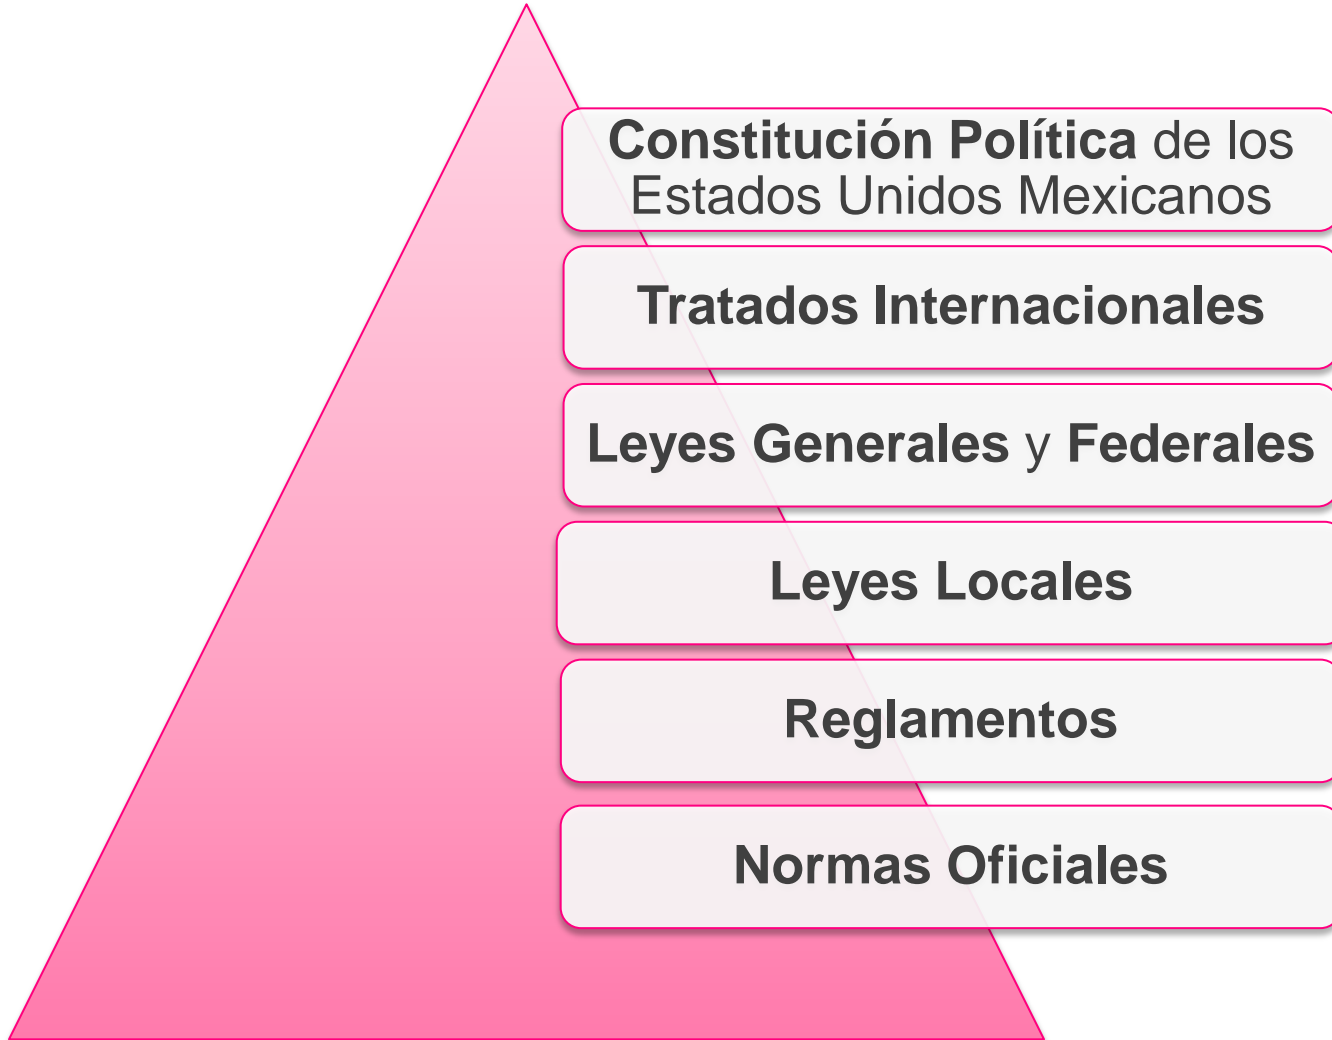 Constitución Política de los
Estados Unidos Mexicanos
Tratados Internacionales
Leyes Generales y Federales
Leyes Locales
Reglamentos
Normas Oficiales